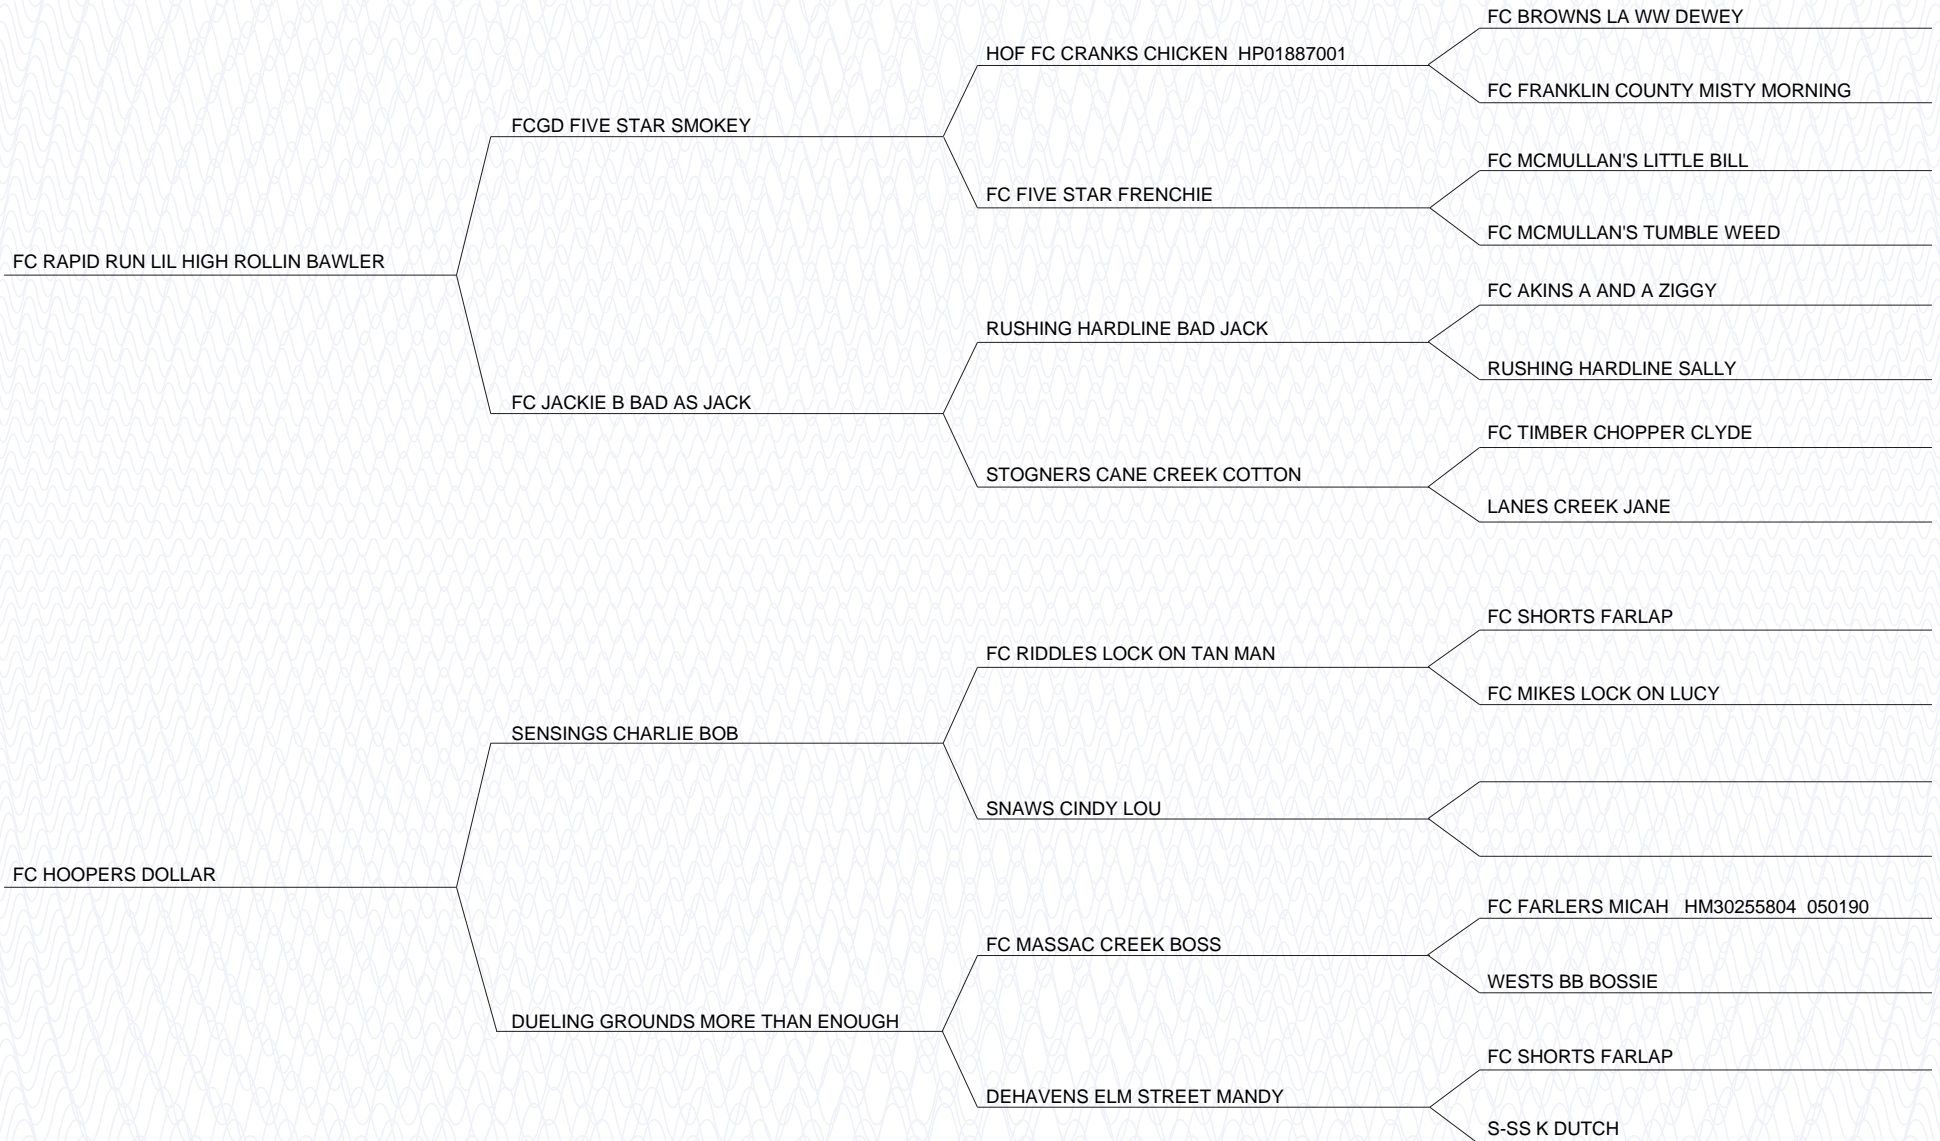 FC BROWNS LA WW DEWEY
HOF FC CRANKS CHICKEN  HP01887001
FC FRANKLIN COUNTY MISTY MORNING
FCGD FIVE STAR SMOKEY
FC MCMULLAN'S LITTLE BILL
FC FIVE STAR FRENCHIE
FC MCMULLAN'S TUMBLE WEED
FC RAPID RUN LIL HIGH ROLLIN BAWLER
FC AKINS A AND A ZIGGY
RUSHING HARDLINE BAD JACK
RUSHING HARDLINE SALLY
FC JACKIE B BAD AS JACK
FC TIMBER CHOPPER CLYDE
STOGNERS CANE CREEK COTTON
LANES CREEK JANE
FC SHORTS FARLAP
FC RIDDLES LOCK ON TAN MAN
FC MIKES LOCK ON LUCY
SENSINGS CHARLIE BOB
SNAWS CINDY LOU
FC HOOPERS DOLLAR
FC FARLERS MICAH   HM30255804  050190
FC MASSAC CREEK BOSS
WESTS BB BOSSIE
DUELING GROUNDS MORE THAN ENOUGH
FC SHORTS FARLAP
DEHAVENS ELM STREET MANDY
S-SS K DUTCH